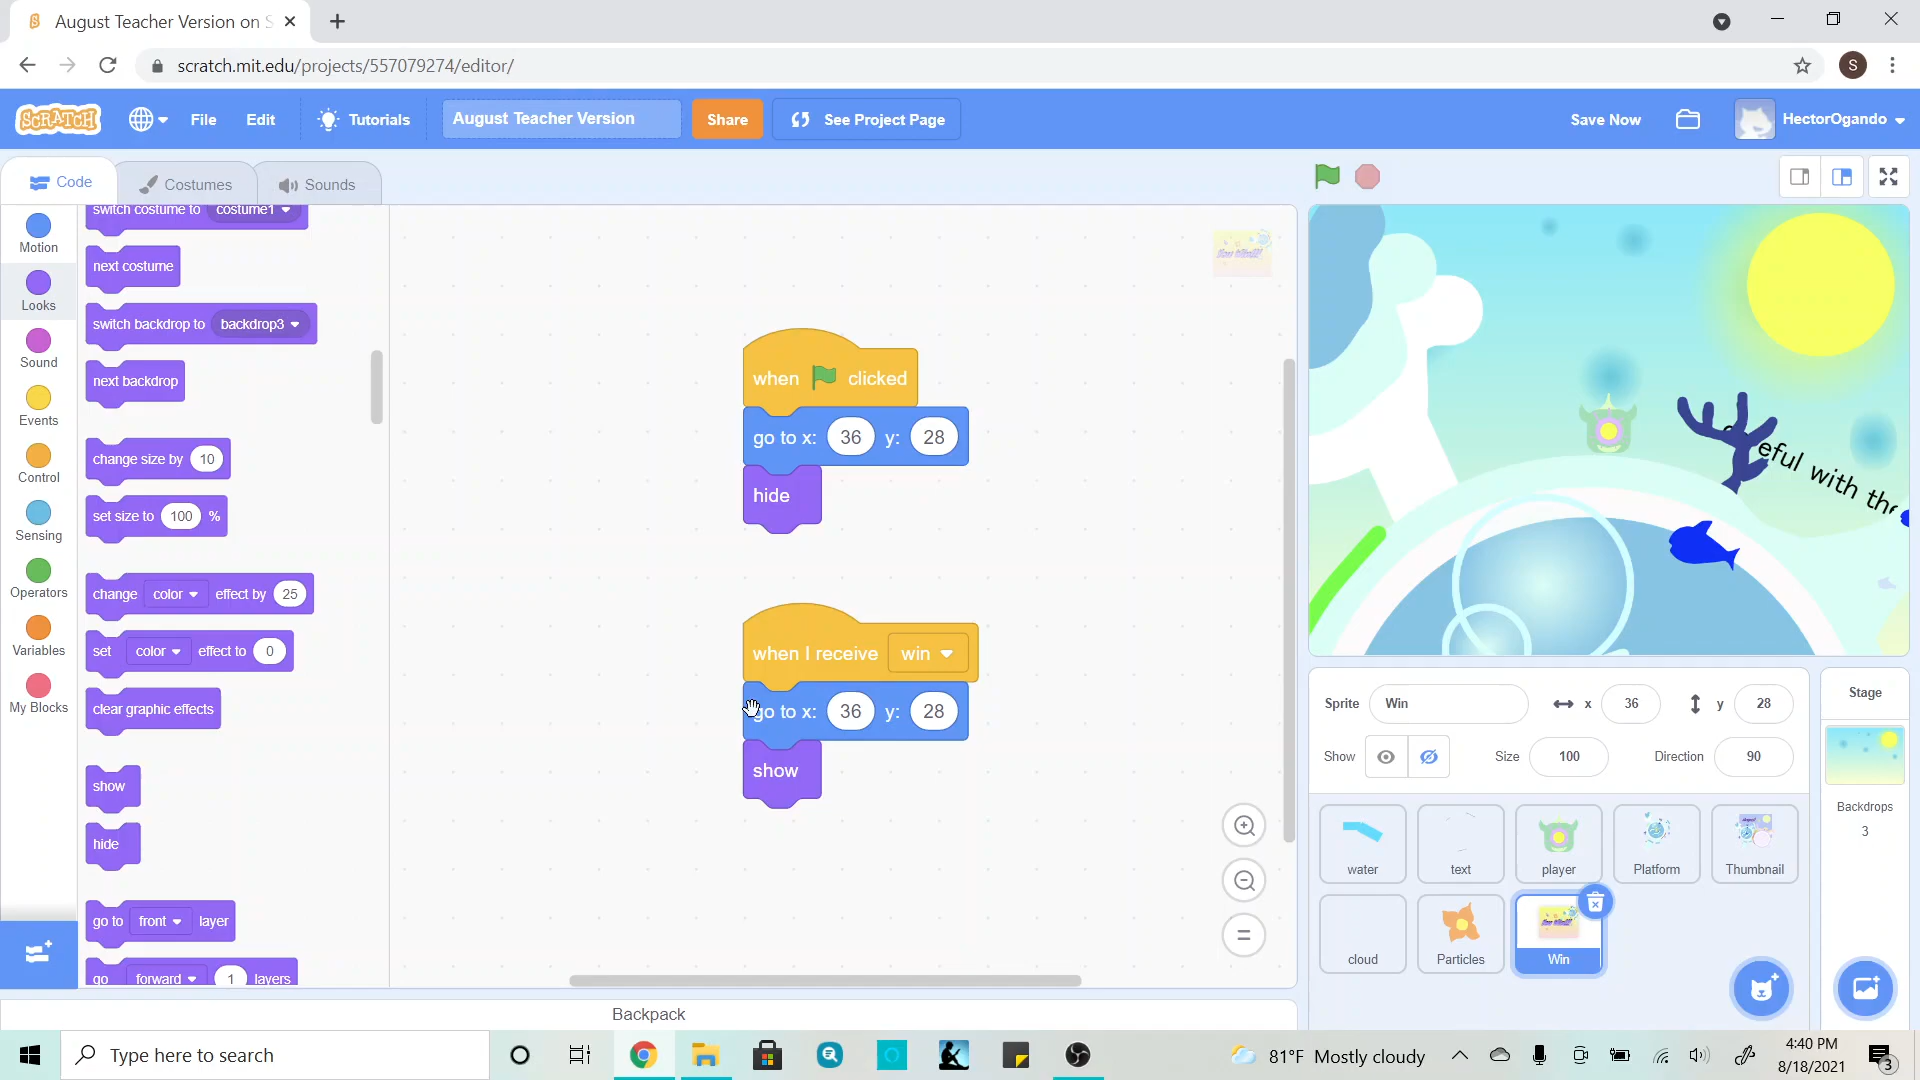 August Teacher Version on S
scratch.mit.edu/projects/557079274/editor/
S
SCRATCH
File
Edit
Tutorials
August Teacher Version
Share
See Project Page
Save Now
HectorOgando
Code
Costumes
Sounds
Motion
Looks
Sound
Events
Control
Sensing
Operators
Variables
My Blocks
switch costume to costume1
next costume
switch backdrop to backdrop3
next backdrop
change size by 10
set size to 100 %
change color effect by 25
set color effect to 0
clear graphic effects
show
hide
go to front layer
go forward 1 layers
when clicked
go to x: 36 y: 28
hide
when I receive win
go to x: 36 y: 28
show
Backpack
eful with the
Sprite Win x 36 y 28
Show Size 100 Direction 90
water
text
player
Platform
Thumbnail
cloud
Particles
Win
Stage
Backdrops
3
Type here to search
81°F Mostly cloudy
4:40 PM
8/18/2021
3